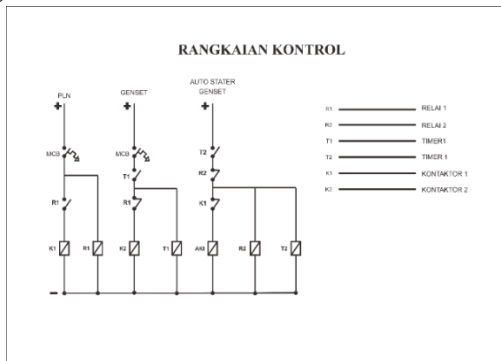 RANGKAIAN KONTROL
PLN
GENSET
AUTO STATER
GENSET
+
+
+
MCB
MCB
T2
T1
R2
R1
R1
K1
K1
R1
K2
T1
AKI
R2
T2
R1 RELAI 1
R2 RELAI 2
T1 TIMER1
T2 TIMER 1
K1 KONTAKTOR 1
K2 KONTAKTOR 2